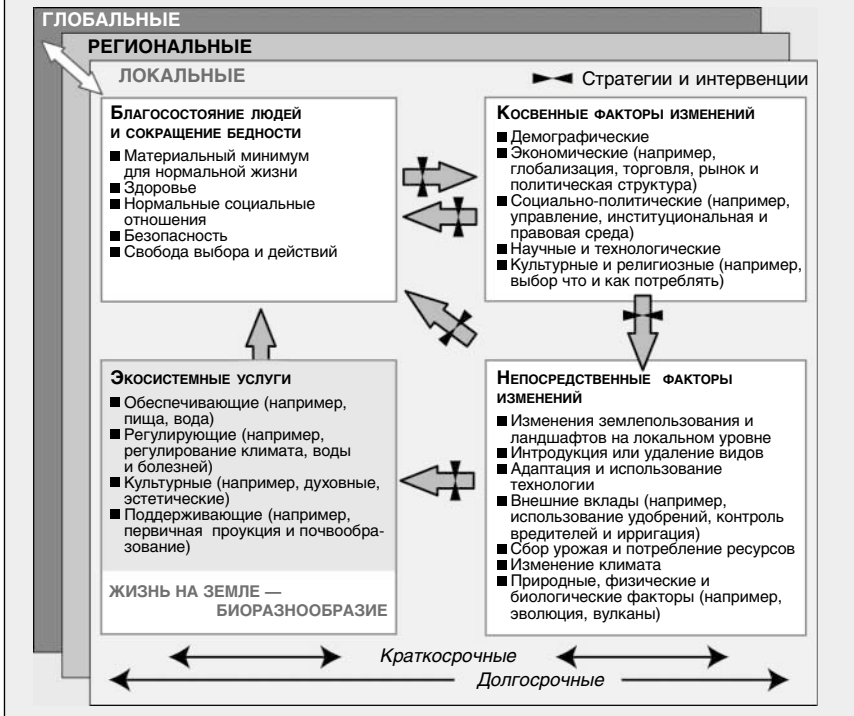 ГЛОБАЛЬНЫЕ
РЕГИОНАЛЬНЫЕ
ЛОКАЛЬНЫЕ
Стратегии и интервенции
БЛАГОСОСТОЯНИЕ ЛЮДЕЙ
И СОКРАЩЕНИЕ БЕДНОСТИ
■ Материальный минимум
для нормальной жизни
■ Здоровье
■ Нормальные социальные
отношения
■ Безопасность
■ Свобода выбора и действий
КОСВЕННЫЕ ФАКТОРЫ ИЗМЕНЕНИЙ
■ Демографические
■ Экономические (например,
глобализация, торговля, рынок и
политическая структура)
■ Социально-политические (например,
управление, институциональная и
правовая среда)
■ Научные и технологические
■ Культурные и религиозные (например,
выбор что и как потреблять)
ЭКОСИСТЕМНЫЕ УСЛУГИ
■ Обеспечивающие (например,
пища, вода)
■ Регулирующие (например,
регулирование климата, воды
и болезней)
■ Культурные (например, духовные,
эстетические)
■ Поддерживающие (например,
первичная проукция и почвообра-
зование)
ЖИЗНЬ НА ЗЕМЛЕ —
БИОРАЗНООБРАЗИЕ
НЕПОСРЕДСТВЕННЫЕ ФАКТОРЫ
ИЗМЕНЕНИЙ
■ Изменения землепользования и
ландшафтов на локальном уровне
■ Интродукция или удаление видов
■ Адаптация и использование
технологии
■ Внешние вклады (например,
использование удобрений, контроль
вредителей и ирригация)
■ Сбор урожая и потребление ресурсов
■ Изменение климата
■ Природные, физические и
биологические факторы (например,
эволюция, вулканы)
Краткосрочные
Долгосрочные